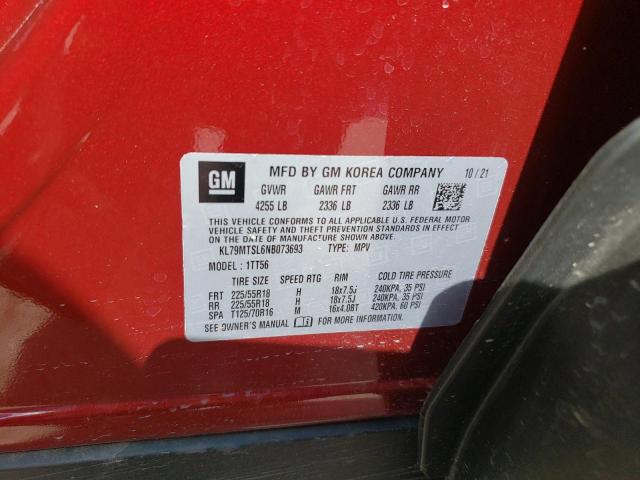 GM MFD BY GM KOREA COMPANY 10 / 21
GVWR GAWR FRT GAWR RR
4255 LB 2336 LB 2336 LB
THIS VEHICLE CONFORMS TO ALL APPLICABLE U.S. FEDERAL MOTOR
VEHICLE SAFETY, BUMPER, AND THEFT PREVENTION STANDARDS
IN EFFECT ON THE DATE OF MANUFACTURE SHOWN ABOVE.
KL79MTSL6NB073693 TYPE: MPV
MODEL: 1TT56
TIRE SIZE SPEED RTG RIM COLD TIRE PRESSURE
FRT 225/55R18 H 18x7.5J 240KPA, 35 PSI
RR 225/55R18 H 18x7.5J 240KPA, 35 PSI
SPA T125/70R16 M 16x4.0BT 420KPA, 60 PSI
SEE OWNER'S MANUAL FOR MORE INFORMATION.